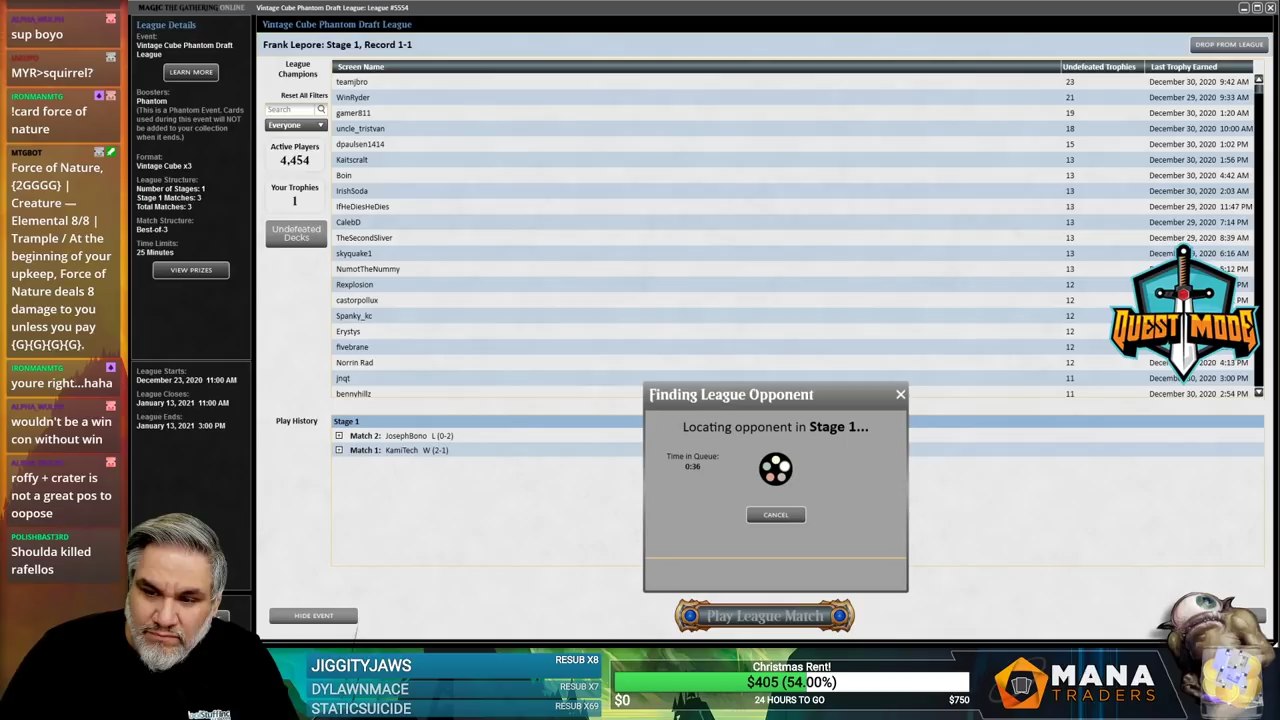 ALPHA_WULPH
sup boyo
MYR>squirrel?
IRONMANMTG
!card force of
nature
MTGBOT
Force of Nature,
{2GGGG} |
Creature —
Elemental 8/8 |
Trample / At the
beginning of your
upkeep, Force of
Nature deals 8
damage to you
unless you pay
{G}{G}{G}{G}.
IRONMANMTG
youre right...haha
ALPHA_WULPH
wouldn't be a win
con without win
ALPHA_WULPH
roffy + crater is
not a great pos to
oopose
POLISHBAST3RD
Shoulda killed
rafellos
MAGIC THE GATHERING ONLINE
Vintage Cube Phantom Draft League: League #5554
League Details
Event:
Vintage Cube Phantom Draft
League
LEARN MORE
Boosters:
Phantom
(This is a Phantom Event. Cards
used during this event will NOT
be added to your collection
when it ends.)
Format:
Vintage Cube x3
League Structure:
Number of Stages: 1
Stage 1 Matches: 3
Total Matches: 3
Match Structure:
Best-of-3
Time Limits:
25 Minutes
VIEW PRIZES
League Starts:
December 23, 2020 11:00 AM
League Closes:
January 13, 2021 11:00 AM
League Ends:
January 13, 2021 3:00 PM
Vintage Cube Phantom Draft League
Frank Lepore: Stage 1, Record 1-1
DROP FROM LEAGUE
League
Champions
Reset All Filters
Search
Everyone
Active Players
4,454
Your Trophies
1
Undefeated
Decks
Screen Name Undefeated Trophies Last Trophy Earned
teamjbro 23 December 30, 2020 9:42 AM
WinRyder 21 December 29, 2020 9:33 AM
gamer811 19 December 30, 2020 1:20 AM
uncle_tristvan 18 December 30, 2020 10:00 AM
dpaulsen1414 15 December 30, 2020 1:02 PM
Kaitscralt 13 December 30, 2020 1:56 PM
Boin 13 December 30, 2020 4:42 AM
IrishSoda 13 December 30, 2020 2:03 AM
IfHeDiesHeDies 13 December 29, 2020 11:47 PM
CalebD 13 December 29, 2020 7:14 PM
TheSecondSliver 13 December 30, 2020 8:39 AM
skyquake1 13 6:16 AM
NumotTheNummy 13 5:12 PM
Rexplosion 12
castorpollux 12
Spanky_kc 12
Erystys 12
fivebrane 12
Norrin Rad 12 4:13 PM
jnqt 11 3:00 PM
bennyhillz 11 2:54 PM
QUEST MODE
Play History
Stage 1
Match 2: JosephBono L (0-2)
Match 1: KamiTech W (2-1)
Finding League Opponent
Locating opponent in Stage 1...
Time in Queue:
0:36
CANCEL
HIDE EVENT
Play League Match
JIGGITYJAWS RESUB X8
DYLAWNMACE RESUB X7
STATICSUICIDE RESUB X69
Christmas Rent!
$405 (54.00%)
$0 24 HOURS TO GO $750
MANA
TRADERS